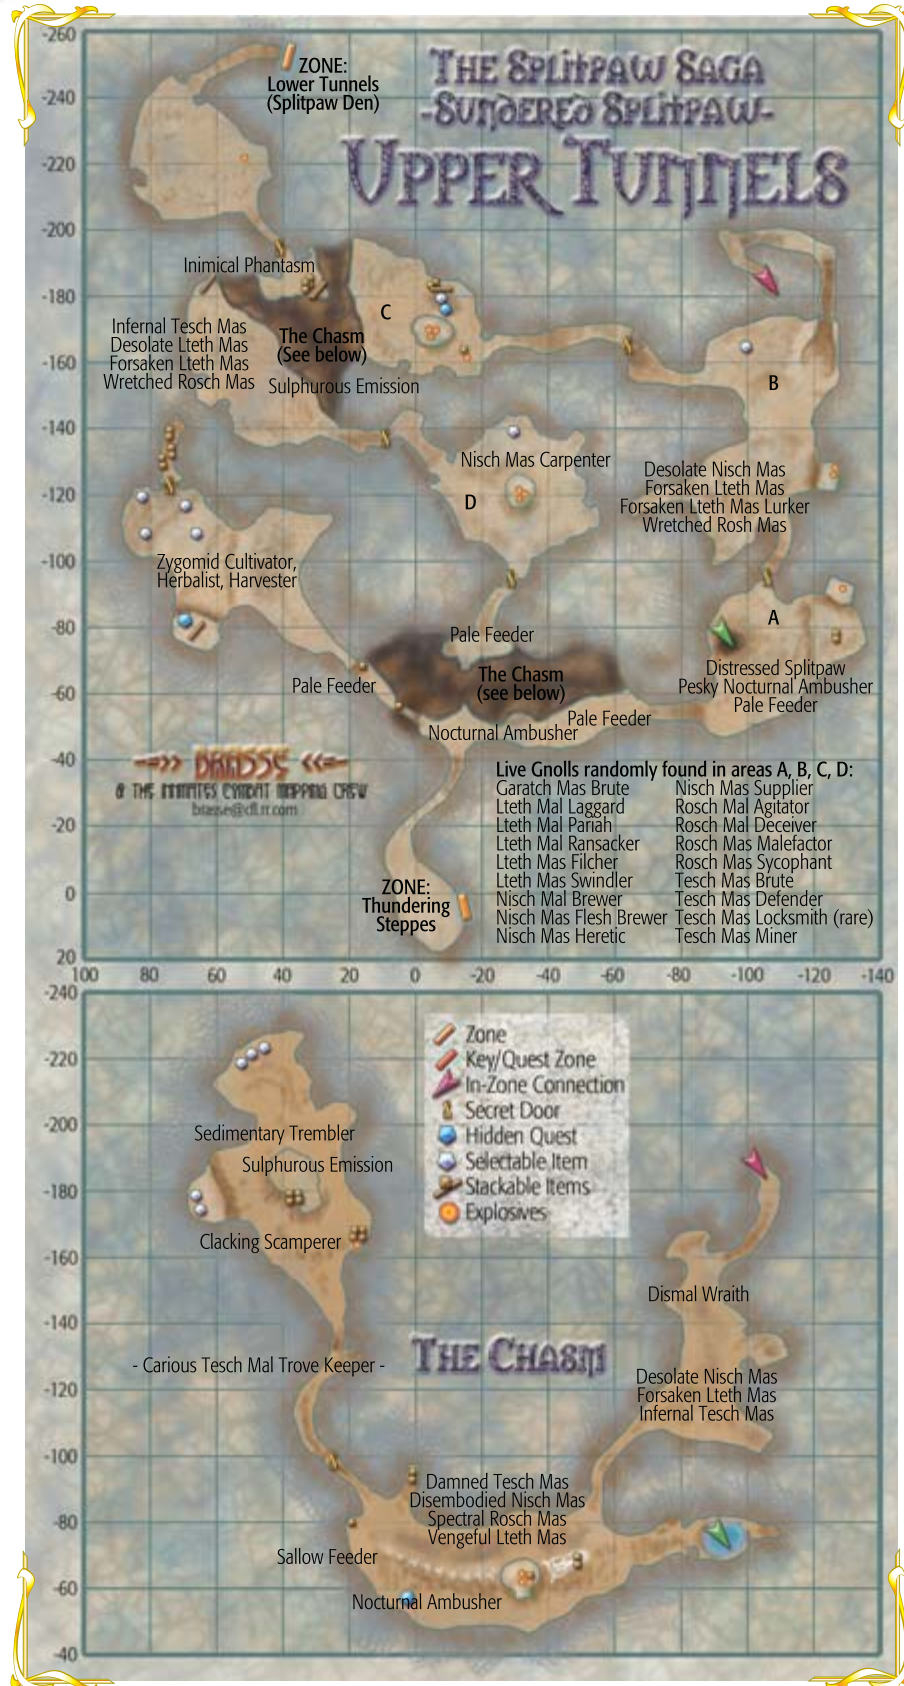 -260
ZONE:
Lower Tunnels
(Splitpaw Den)
THE SPLITPAW SAGA
-SUNDERED SPLITPAW-
UPPER TUNNELS
-240
-220
-200
Inimical Phantasm
-180
C
Infernal Tesch Mas
Desolate Lteth Mas
Forsaken Lteth Mas
Wretched Rosch Mas
The Chasm
(See below)
Sulphurous Emission
-160
B
-140
Nisch Mas Carpenter
Desolate Nisch Mas
Forsaken Lteth Mas
Forsaken Lteth Mas Lurker
Wretched Rosh Mas
-120
D
-100
Zygomid Cultivator,
Herbalist, Harvester
A
-80
Pale Feeder
Distressed Splitpaw
Pesky Nocturnal Ambusher
Pale Feeder
The Chasm
(see below)
Pale Feeder
-60
Pale Feeder
Nocturnal Ambusher
-40
BRASSE
& THE INMATES CYMBAT MAPPING CREW
brasse@cfl.rr.com
Live Gnolls randomly found in areas A, B, C, D:
Garatch Mas Brute
Lteth Mal Laggard
Lteth Mal Pariah
Lteth Mal Ransacker
Lteth Mas Filcher
Lteth Mas Swindler
Nisch Mal Brewer
Nisch Mas Flesh Brewer
Nisch Mas Heretic
Nisch Mas Supplier
Rosch Mal Agitator
Rosch Mal Deceiver
Rosch Mas Malefactor
Rosch Mas Sycophant
Tesch Mas Brute
Tesch Mas Defender
Tesch Mas Locksmith (rare)
Tesch Mas Miner
-20
0
ZONE:
Thundering
Steppes
20
100 80 60 40 20 0 -20 -40 -60 -80 -100 -120 -140
-240
Zone
Key/Quest Zone
In-Zone Connection
Secret Door
Hidden Quest
Selectable Item
Stackable Items
Explosives
-220
-200
Sedimentary Trembler
Sulphurous Emission
-180
Clacking Scamperer
-160
Dismal Wraith
-140
THE CHASM
- Carious Tesch Mal Trove Keeper -
Desolate Nisch Mas
Forsaken Lteth Mas
Infernal Tesch Mas
-120
-100
Damned Tesch Mas
Disembodied Nisch Mas
Spectral Rosch Mas
Vengeful Lteth Mas
-80
Sallow Feeder
-60
Nocturnal Ambusher
-40